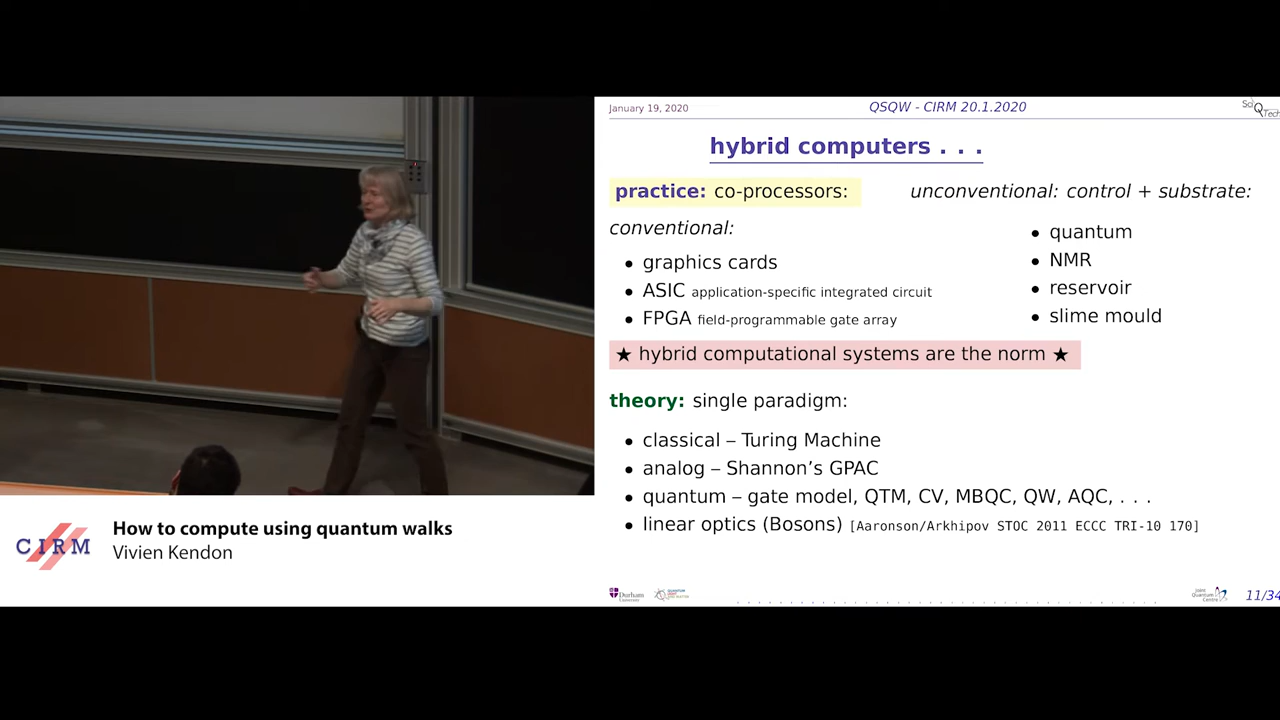 January 19, 2020
QSQW - CIRM 20.1.2020
hybrid computers . . .
practice: co-processors:
unconventional: control + substrate:
conventional:
• graphics cards
• ASIC application-specific integrated circuit
• FPGA field-programmable gate array
• quantum
• NMR
• reservoir
• slime mould
★ hybrid computational systems are the norm ★
theory: single paradigm:
• classical – Turing Machine
• analog – Shannon's GPAC
• quantum – gate model, QTM, CV, MBQC, QW, AQC, . . .
• linear optics (Bosons) [Aaronson/Arkhipov STOC 2011 ECCC TRI-10 170]
Durham
University
11/34
CIRM
How to compute using quantum walks
Vivien Kendon